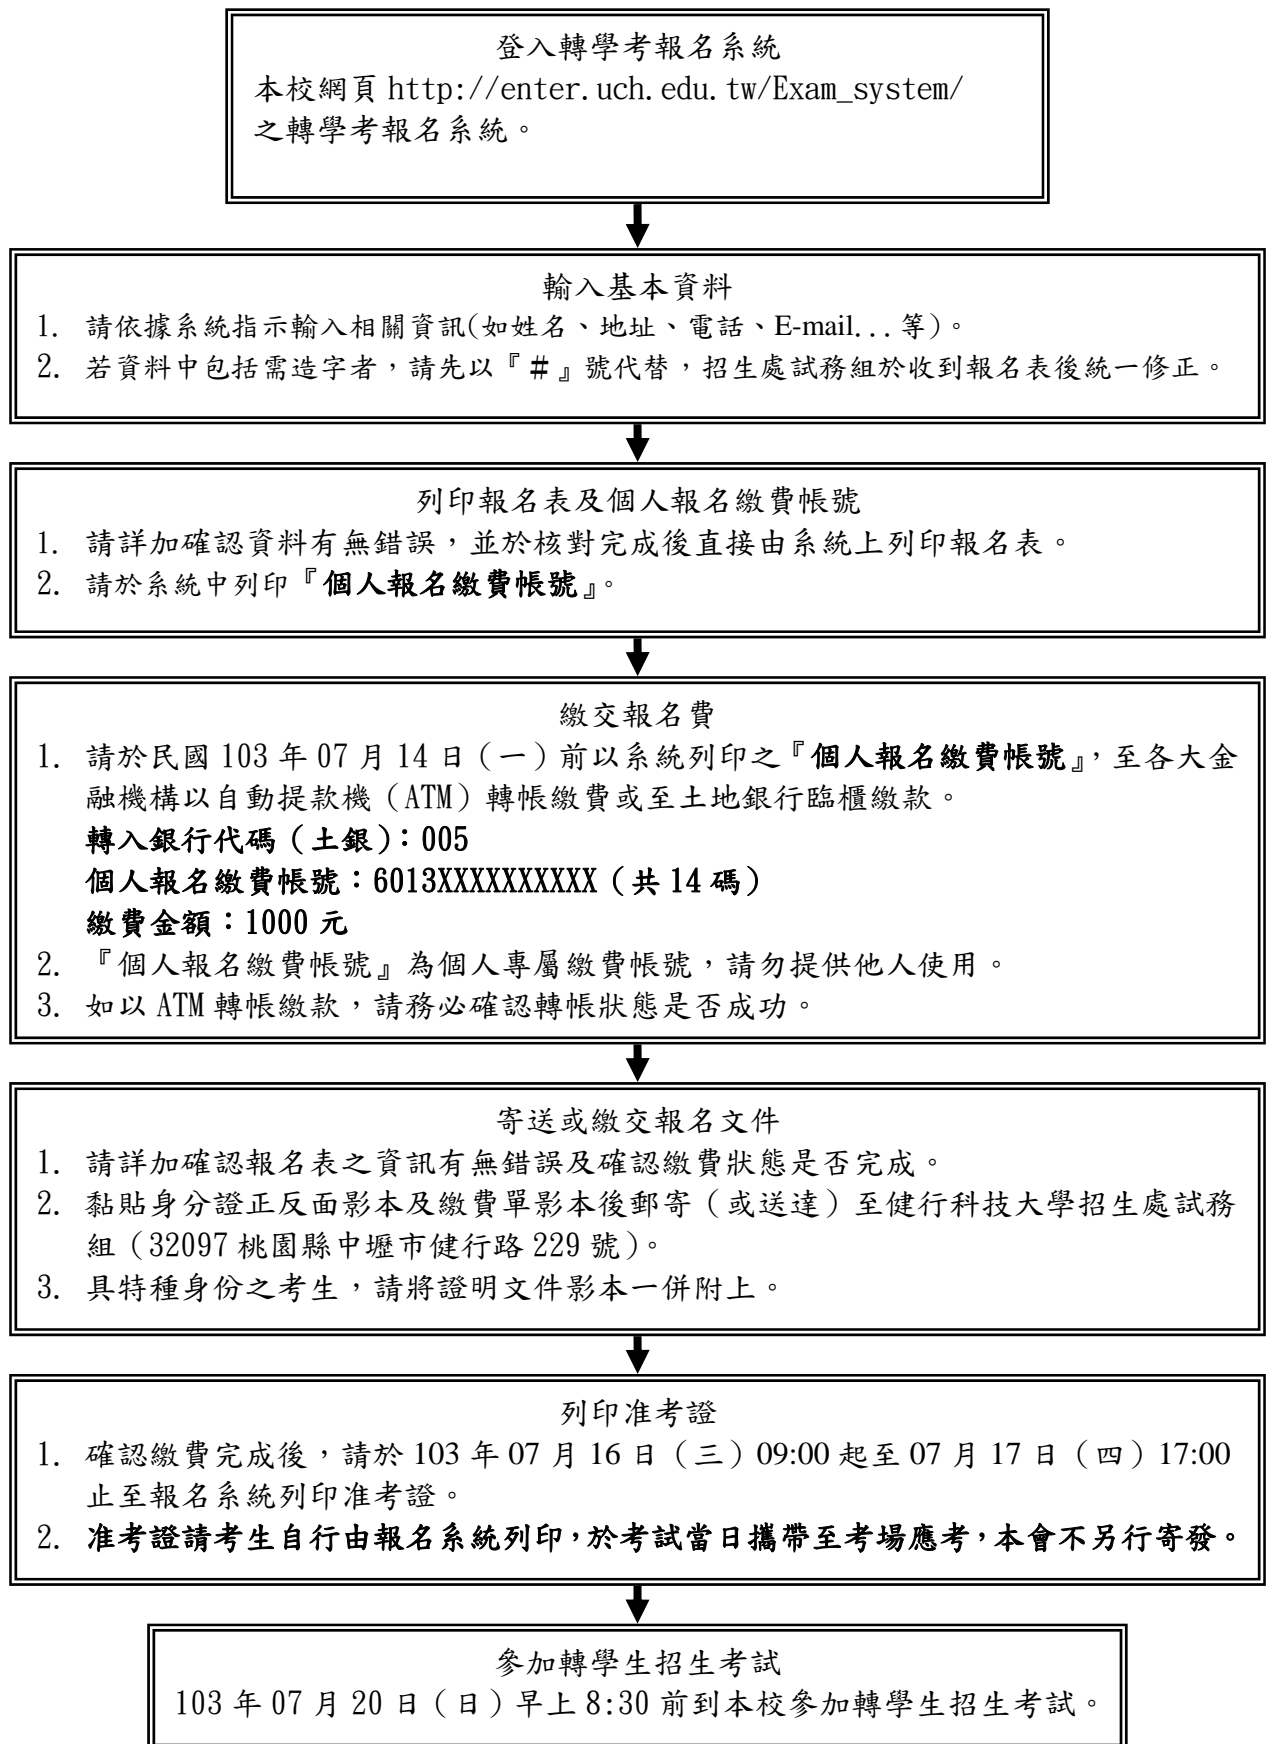 登入轉學考報名系統
本校網頁 http://enter.uch.edu.tw/Exam_system/
之轉學考報名系統。
輸入基本資料
1. 請依據系統指示輸入相關資訊(如姓名、地址、電話、E-mail...等)。
2. 若資料中包括需造字者，請先以『＃』號代替，招生處試務組於收到報名表後統一修正。
列印報名表及個人報名繳費帳號
1. 請詳加確認資料有無錯誤，並於核對完成後直接由系統上列印報名表。
2. 請於系統中列印『個人報名繳費帳號』。
繳交報名費
1. 請於民國 103 年 07 月 14 日（一）前以系統列印之『個人報名繳費帳號』，至各大金
融機構以自動提款機（ATM）轉帳繳費或至土地銀行臨櫃繳款。
轉入銀行代碼（土銀）：005
個人報名繳費帳號：6013XXXXXXXXXX（共 14 碼）
繳費金額：1000 元
2. 『個人報名繳費帳號』為個人專屬繳費帳號，請勿提供他人使用。
3. 如以 ATM 轉帳繳款，請務必確認轉帳狀態是否成功。
寄送或繳交報名文件
1. 請詳加確認報名表之資訊有無錯誤及確認繳費狀態是否完成。
2. 黏貼身分證正反面影本及繳費單影本後郵寄（或送達）至健行科技大學招生處試務
組（32097 桃園縣中壢市健行路 229 號）。
3. 具特種身份之考生，請將證明文件影本一併附上。
列印准考證
1. 確認繳費完成後，請於 103 年 07 月 16 日（三）09:00 起至 07 月 17 日（四）17:00
止至報名系統列印准考證。
2. 准考證請考生自行由報名系統列印，於考試當日攜帶至考場應考，本會不另行寄發。
參加轉學生招生考試
103 年 07 月 20 日（日）早上 8:30 前到本校參加轉學生招生考試。